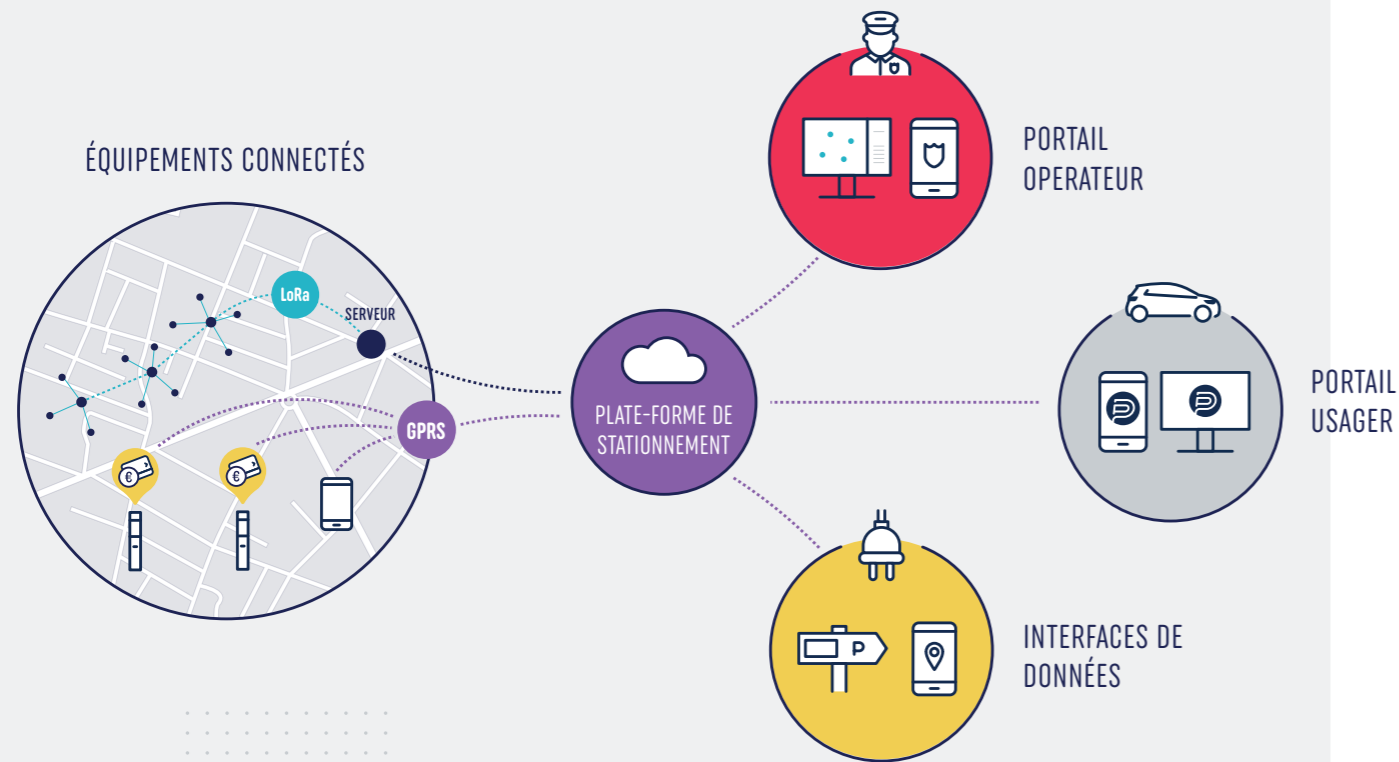 ÉQUIPEMENTS CONNECTÉS
LoRa
SERVEUR
GPRS
€
€
PLATE-FORME DE
STATIONNEMENT
PORTAIL
OPERATEUR
PORTAIL
USAGER
P
INTERFACES DE
DONNÉES